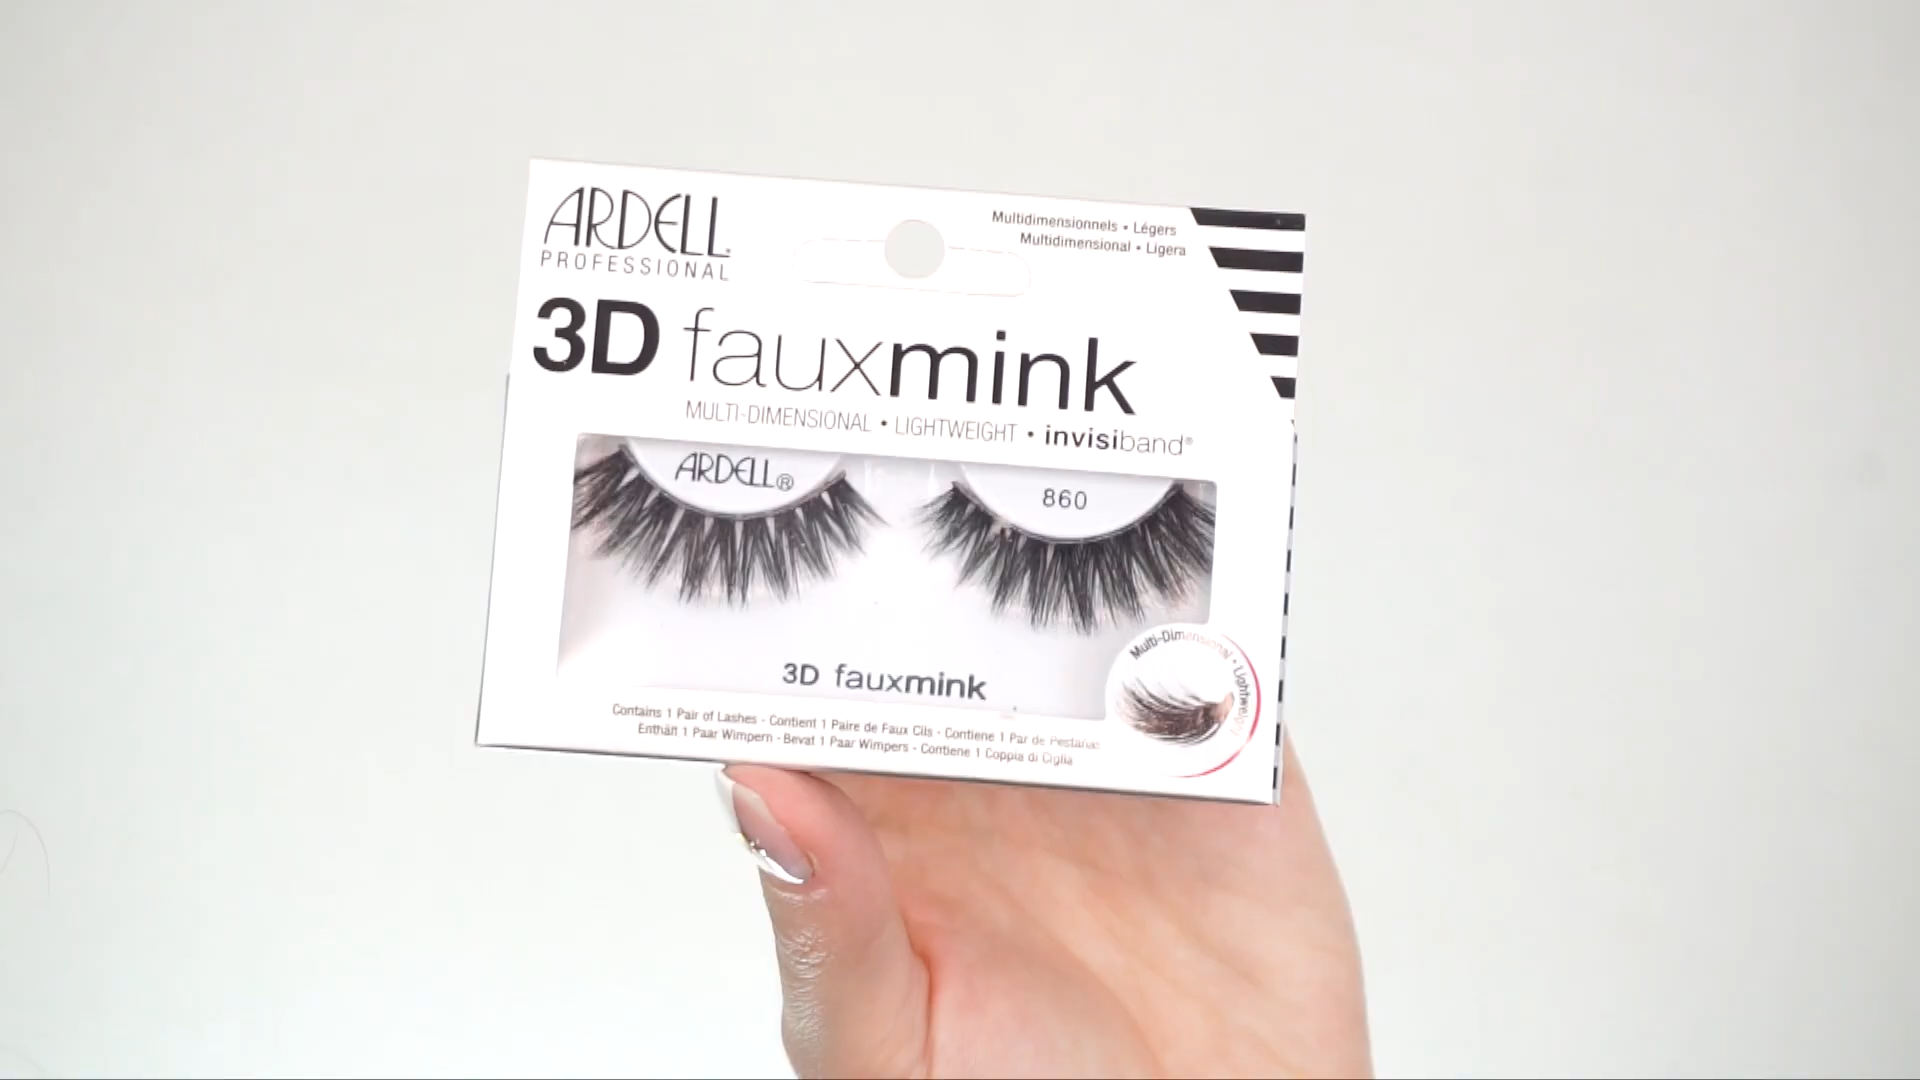 ARDELL
PROFESSIONAL
Multidimensionnels • Légers
Multidimensional • Ligera
3D fauxmink
MULTI-DIMENSIONAL • LIGHTWEIGHT • invisiband®
ARDELL®
860
3D fauxmink
Multi-Dimensional • Lightweight
Contains 1 Pair of Lashes - Contient 1 Paire de Faux Cils - Contiene 1 Par de Pestañas
Enthält 1 Paar Wimpern - Bevat 1 Paar Wimpers - Contiene 1 Coppia di Ciglia